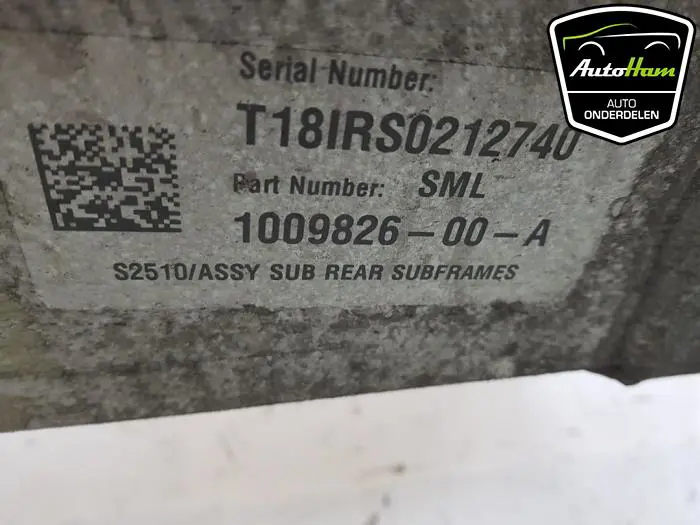 Serial Number:
T18IRS0212740
Part Number: SML
1009826-00-A
S2510/ASSY SUB REAR SUBFRAMES
AutoHam
AUTO
ONDERDELEN